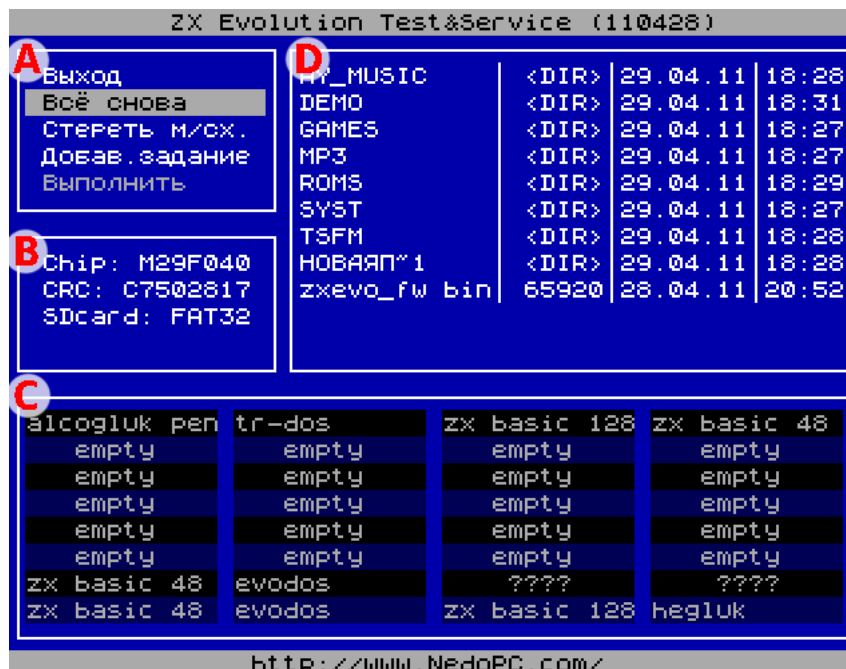 ZX Evolution Test&Service (110428)
A
Выход
Всё снова
Стереть м/сх.
Добав.задание
Выполнить
B
Chip: M29F040
CRC: C7502817
SDcard: FAT32
D
AY_MUSIC <DIR> 29.04.11 18:28
DEMO <DIR> 29.04.11 18:31
GAMES <DIR> 29.04.11 18:27
MP3 <DIR> 29.04.11 18:27
ROMS <DIR> 29.04.11 18:29
SYST <DIR> 29.04.11 18:27
TSFM <DIR> 29.04.11 18:28
НОВАЯП~1 <DIR> 29.04.11 18:28
zxevo_fw bin 65920 28.04.11 20:52
C
alcogluk pen tr-dos zx basic 128 zx basic 48
empty empty empty empty
empty empty empty empty
empty empty empty empty
empty empty empty empty
empty empty empty empty
zx basic 48 evodos ???? ????
zx basic 48 evodos zx basic 128 hegluk
http://www.NedoPC.com/